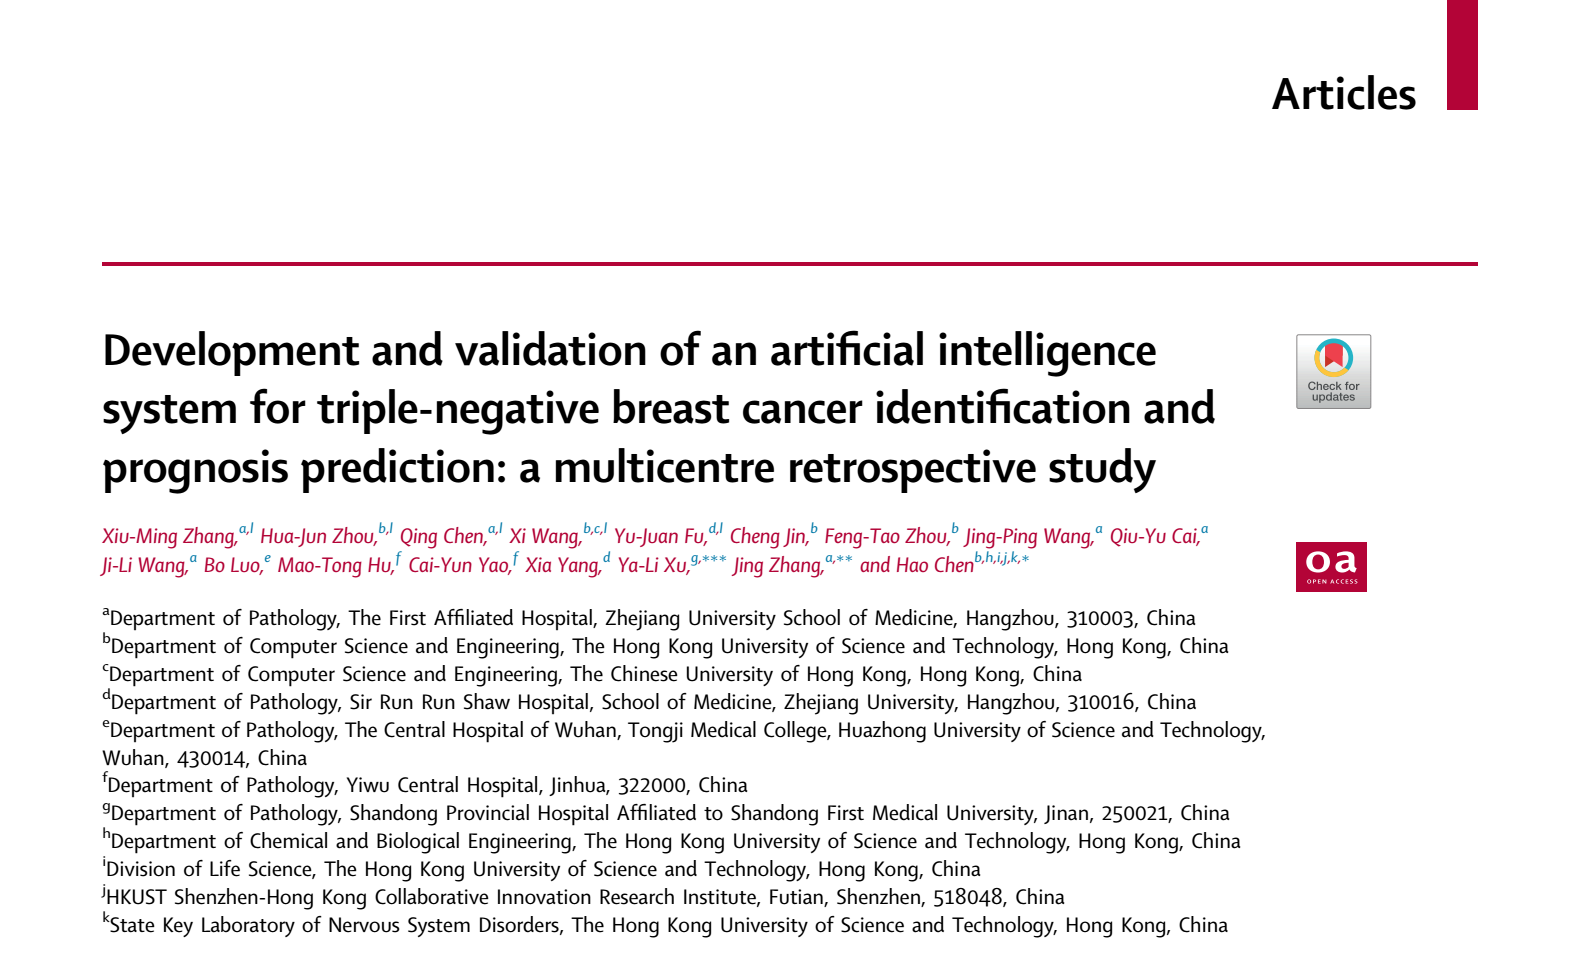 Articles
Development and validation of an artificial intelligence
system for triple-negative breast cancer identification and
prognosis prediction: a multicentre retrospective study
Check for
updates
Xiu-Ming Zhang,a,l Hua-Jun Zhou,b,l Qing Chen,a,l Xi Wang,b,c,l Yu-Juan Fu,d,l Cheng Jin,b Feng-Tao Zhou,b Jing-Ping Wang,a Qiu-Yu Cai,a
Ji-Li Wang,a Bo Luo,e Mao-Tong Hu,f Cai-Yun Yao,f Xia Yang,d Ya-Li Xu,g,*** Jing Zhang,a,** and Hao Chenb,h,i,j,k,*
oa
OPEN ACCESS
aDepartment of Pathology, The First Affiliated Hospital, Zhejiang University School of Medicine, Hangzhou, 310003, China
bDepartment of Computer Science and Engineering, The Hong Kong University of Science and Technology, Hong Kong, China
cDepartment of Computer Science and Engineering, The Chinese University of Hong Kong, Hong Kong, China
dDepartment of Pathology, Sir Run Run Shaw Hospital, School of Medicine, Zhejiang University, Hangzhou, 310016, China
eDepartment of Pathology, The Central Hospital of Wuhan, Tongji Medical College, Huazhong University of Science and Technology,
Wuhan, 430014, China
fDepartment of Pathology, Yiwu Central Hospital, Jinhua, 322000, China
gDepartment of Pathology, Shandong Provincial Hospital Affiliated to Shandong First Medical University, Jinan, 250021, China
hDepartment of Chemical and Biological Engineering, The Hong Kong University of Science and Technology, Hong Kong, China
iDivision of Life Science, The Hong Kong University of Science and Technology, Hong Kong, China
jHKUST Shenzhen-Hong Kong Collaborative Innovation Research Institute, Futian, Shenzhen, 518048, China
kState Key Laboratory of Nervous System Disorders, The Hong Kong University of Science and Technology, Hong Kong, China